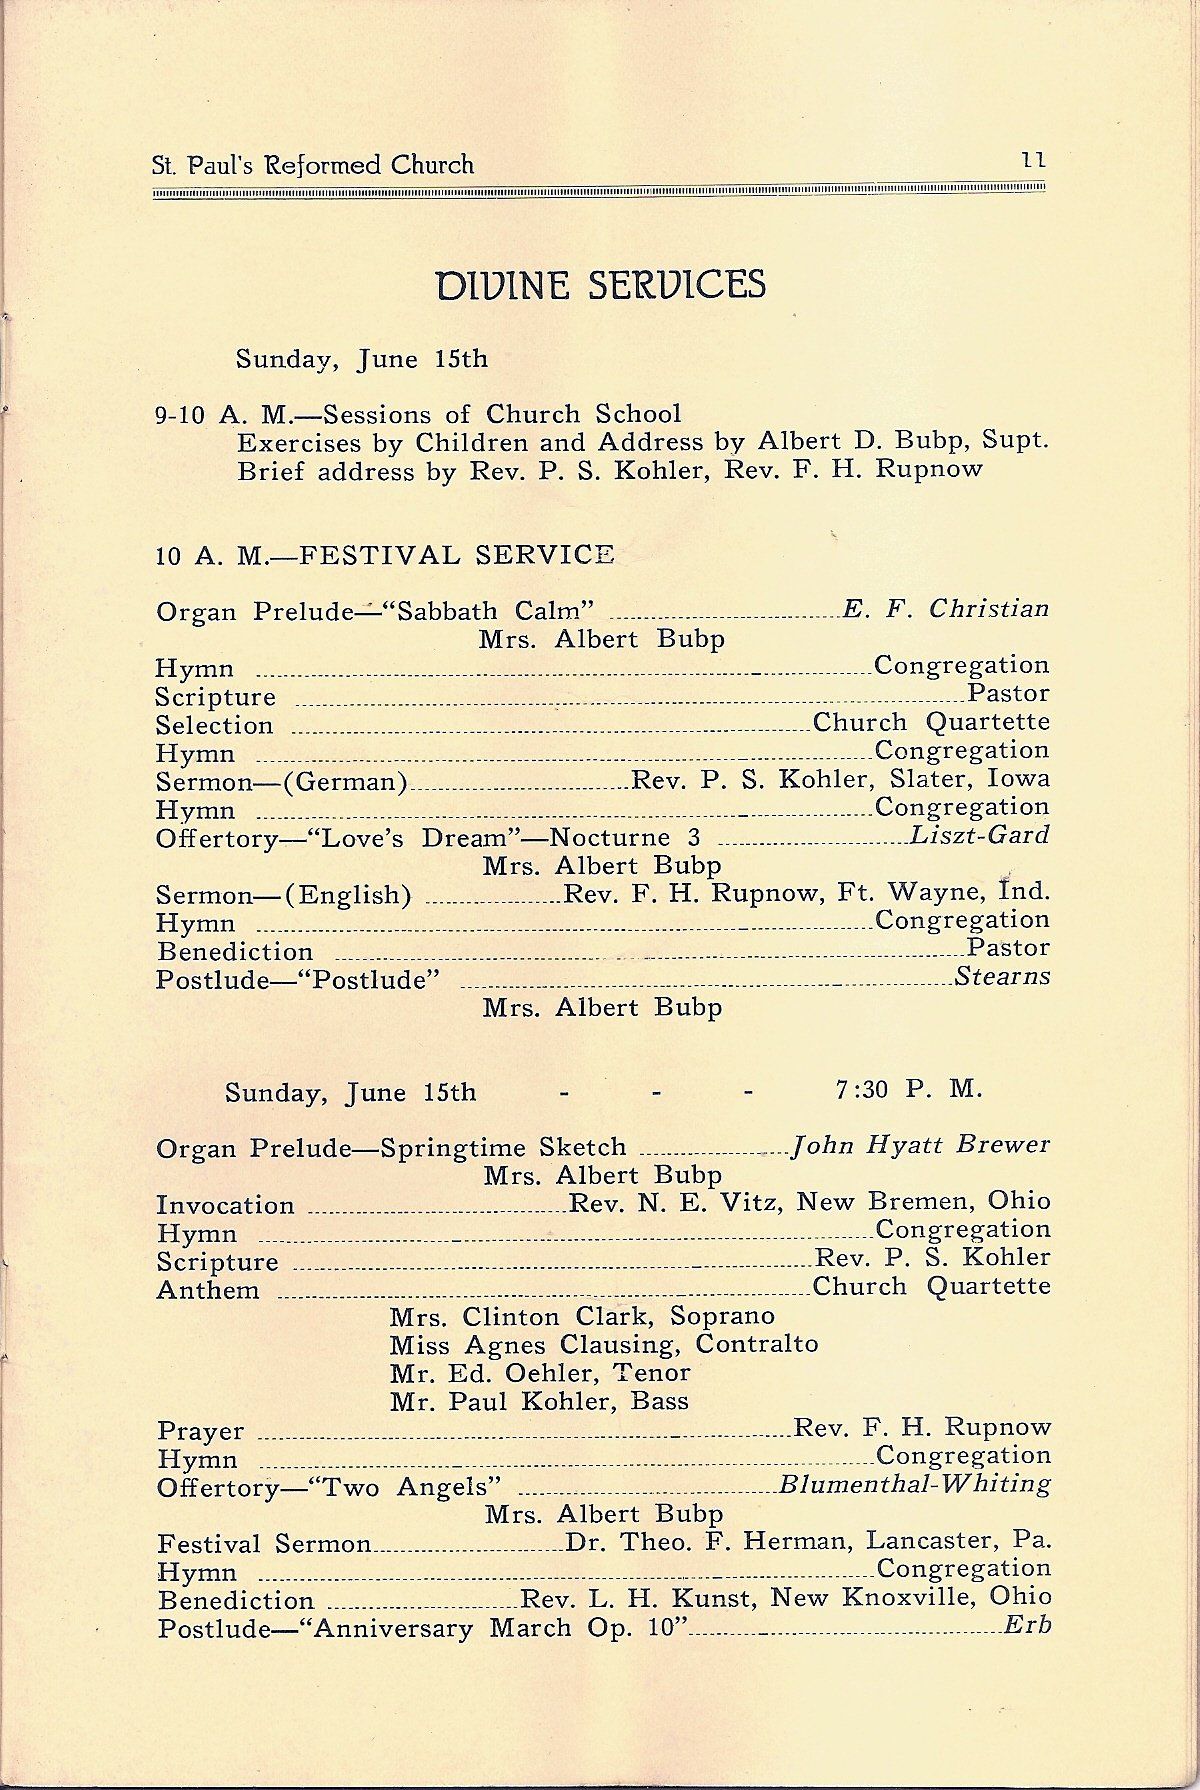 St. Paul's Reformed Church 11
DIVINE SERVICES
Sunday, June 15th
9-10 A. M.—Sessions of Church School
Exercises by Children and Address by Albert D. Bubp, Supt.
Brief address by Rev. P. S. Kohler, Rev. F. H. Rupnow
10 A. M.—FESTIVAL SERVICE
Organ Prelude—“Sabbath Calm” E. F. Christian
Mrs. Albert Bubp
Hymn Congregation
Scripture Pastor
Selection Church Quartette
Hymn Congregation
Sermon—(German) Rev. P. S. Kohler, Slater, Iowa
Hymn Congregation
Offertory—“Love’s Dream”—Nocturne 3 Liszt-Gard
Mrs. Albert Bubp
Sermon—(English) Rev. F. H. Rupnow, Ft. Wayne, Ind.
Hymn Congregation
Benediction Pastor
Postlude—“Postlude” Stearns
Mrs. Albert Bubp
Sunday, June 15th - - - 7:30 P. M.
Organ Prelude—Springtime Sketch John Hyatt Brewer
Mrs. Albert Bubp
Invocation Rev. N. E. Vitz, New Bremen, Ohio
Hymn Congregation
Scripture Rev. P. S. Kohler
Anthem Church Quartette
Mrs. Clinton Clark, Soprano
Miss Agnes Clausing, Contralto
Mr. Ed. Oehler, Tenor
Mr. Paul Kohler, Bass
Prayer Rev. F. H. Rupnow
Hymn Congregation
Offertory—“Two Angels” Blumenthal-Whiting
Mrs. Albert Bubp
Festival Sermon Dr. Theo. F. Herman, Lancaster, Pa.
Hymn Congregation
Benediction Rev. L. H. Kunst, New Knoxville, Ohio
Postlude—“Anniversary March Op. 10” Erb